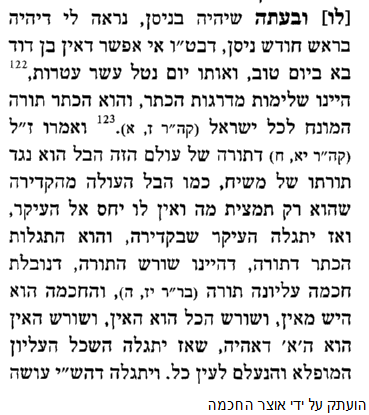 [לו] ובעתה שיהיה בניסן, נראה לי דיהיה
בראש חודש ניסן, דבט״ו אי אפשר דאין בן דוד
בא ביום טוב, ואותו יום נטל עשר עטרות,122
היינו שלימות מדרגות הכתר, והוא הכתר תורה
המונח לכל ישראל (קה״ר ז, א).123 ואמרו ז״ל
(קה״ר יא, ח) דתורה של עולם הזה הבל הוא נגד
תורתו של משיח, כמו הבל העולה מהקדירה
שהוא רק תמצית מה ואין לו יחס אל העיקר,
ואז יתגלה העיקר שבקדירה, והוא התגלות
הכתר דתורה, דהיינו שורש התורה, דנובלת
חכמה עליונה תורה (בר״ר יז, ה), והחכמה הוא
היש מאין, ושורש הכל הוא האין, ושורש האין
הוא ה׳א׳ דאהיה, שאז יתגלה השכל העליון
המופלא והנעלם לעין כל. ויתגלה דהש״י עושה
הועתק על ידי אוצר החכמה